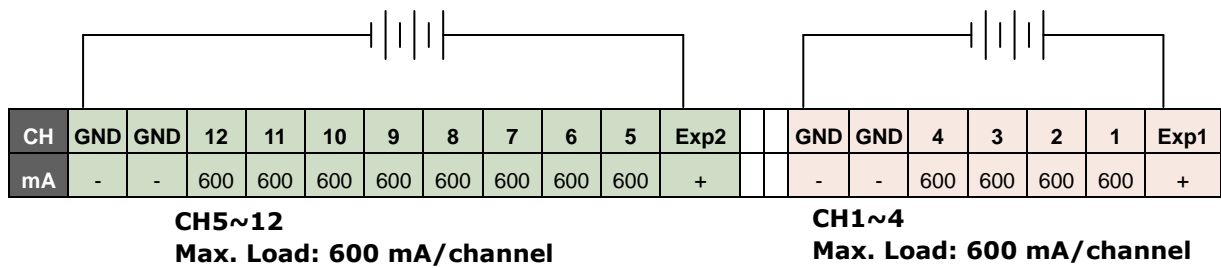 CH GND GND 12 11 10 9 8 7 6 5 Exp2 GND GND 4 3 2 1 Exp1
mA - - 600 600 600 600 600 600 600 600 + - - 600 600 600 600 +
CH5~12
Max. Load: 600 mA/channel
CH1~4
Max. Load: 600 mA/channel